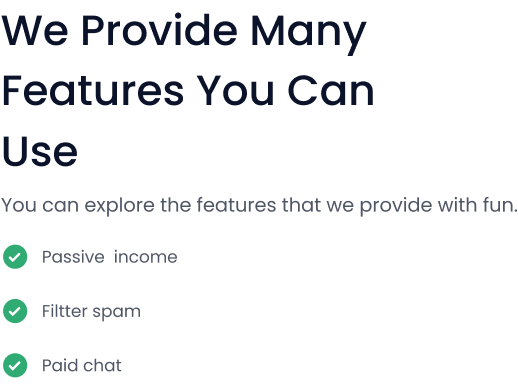 We Provide Many
Features You Can
Use
You can explore the features that we provide with fun.
Passive  income
Filtter spam
Paid chat